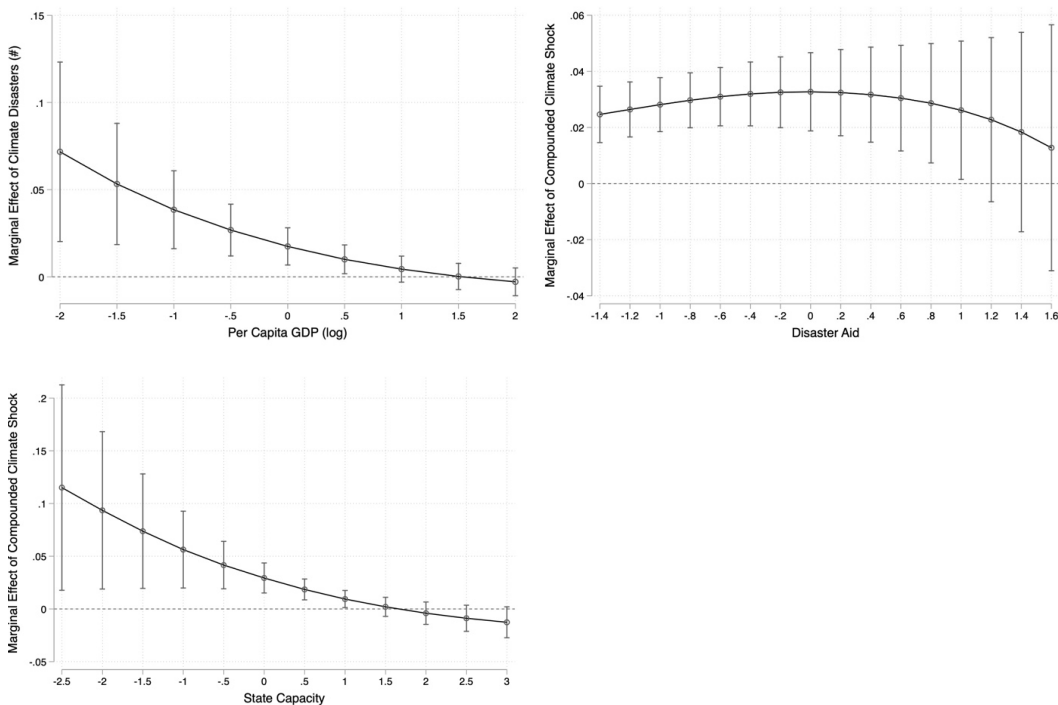 Marginal Effect of Climate Disasters (#)
.15
.1
.05
0
-2 -1.5 -1 -.5 0 .5 1 1.5 2
Per Capita GDP (log)
Marginal Effect of Compounded Climate Shock
.06
.04
.02
0
-.02
-.04
-1.4 -1.2 -1 -.8 -.6 -.4 -.2 0 .2 .4 .6 .8 1 1.2 1.4 1.6
Disaster Aid
Marginal Effect of Compounded Climate Shock
.2
.15
.1
.05
0
-.05
-2.5 -2 -1.5 -1 -.5 0 .5 1 1.5 2 2.5 3
State Capacity